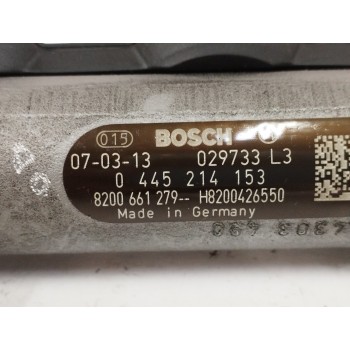 015 BOSCH
07-03-13 029733 L3
0 445 214 153
8200 661 279-- H8200426550
Made in Germany